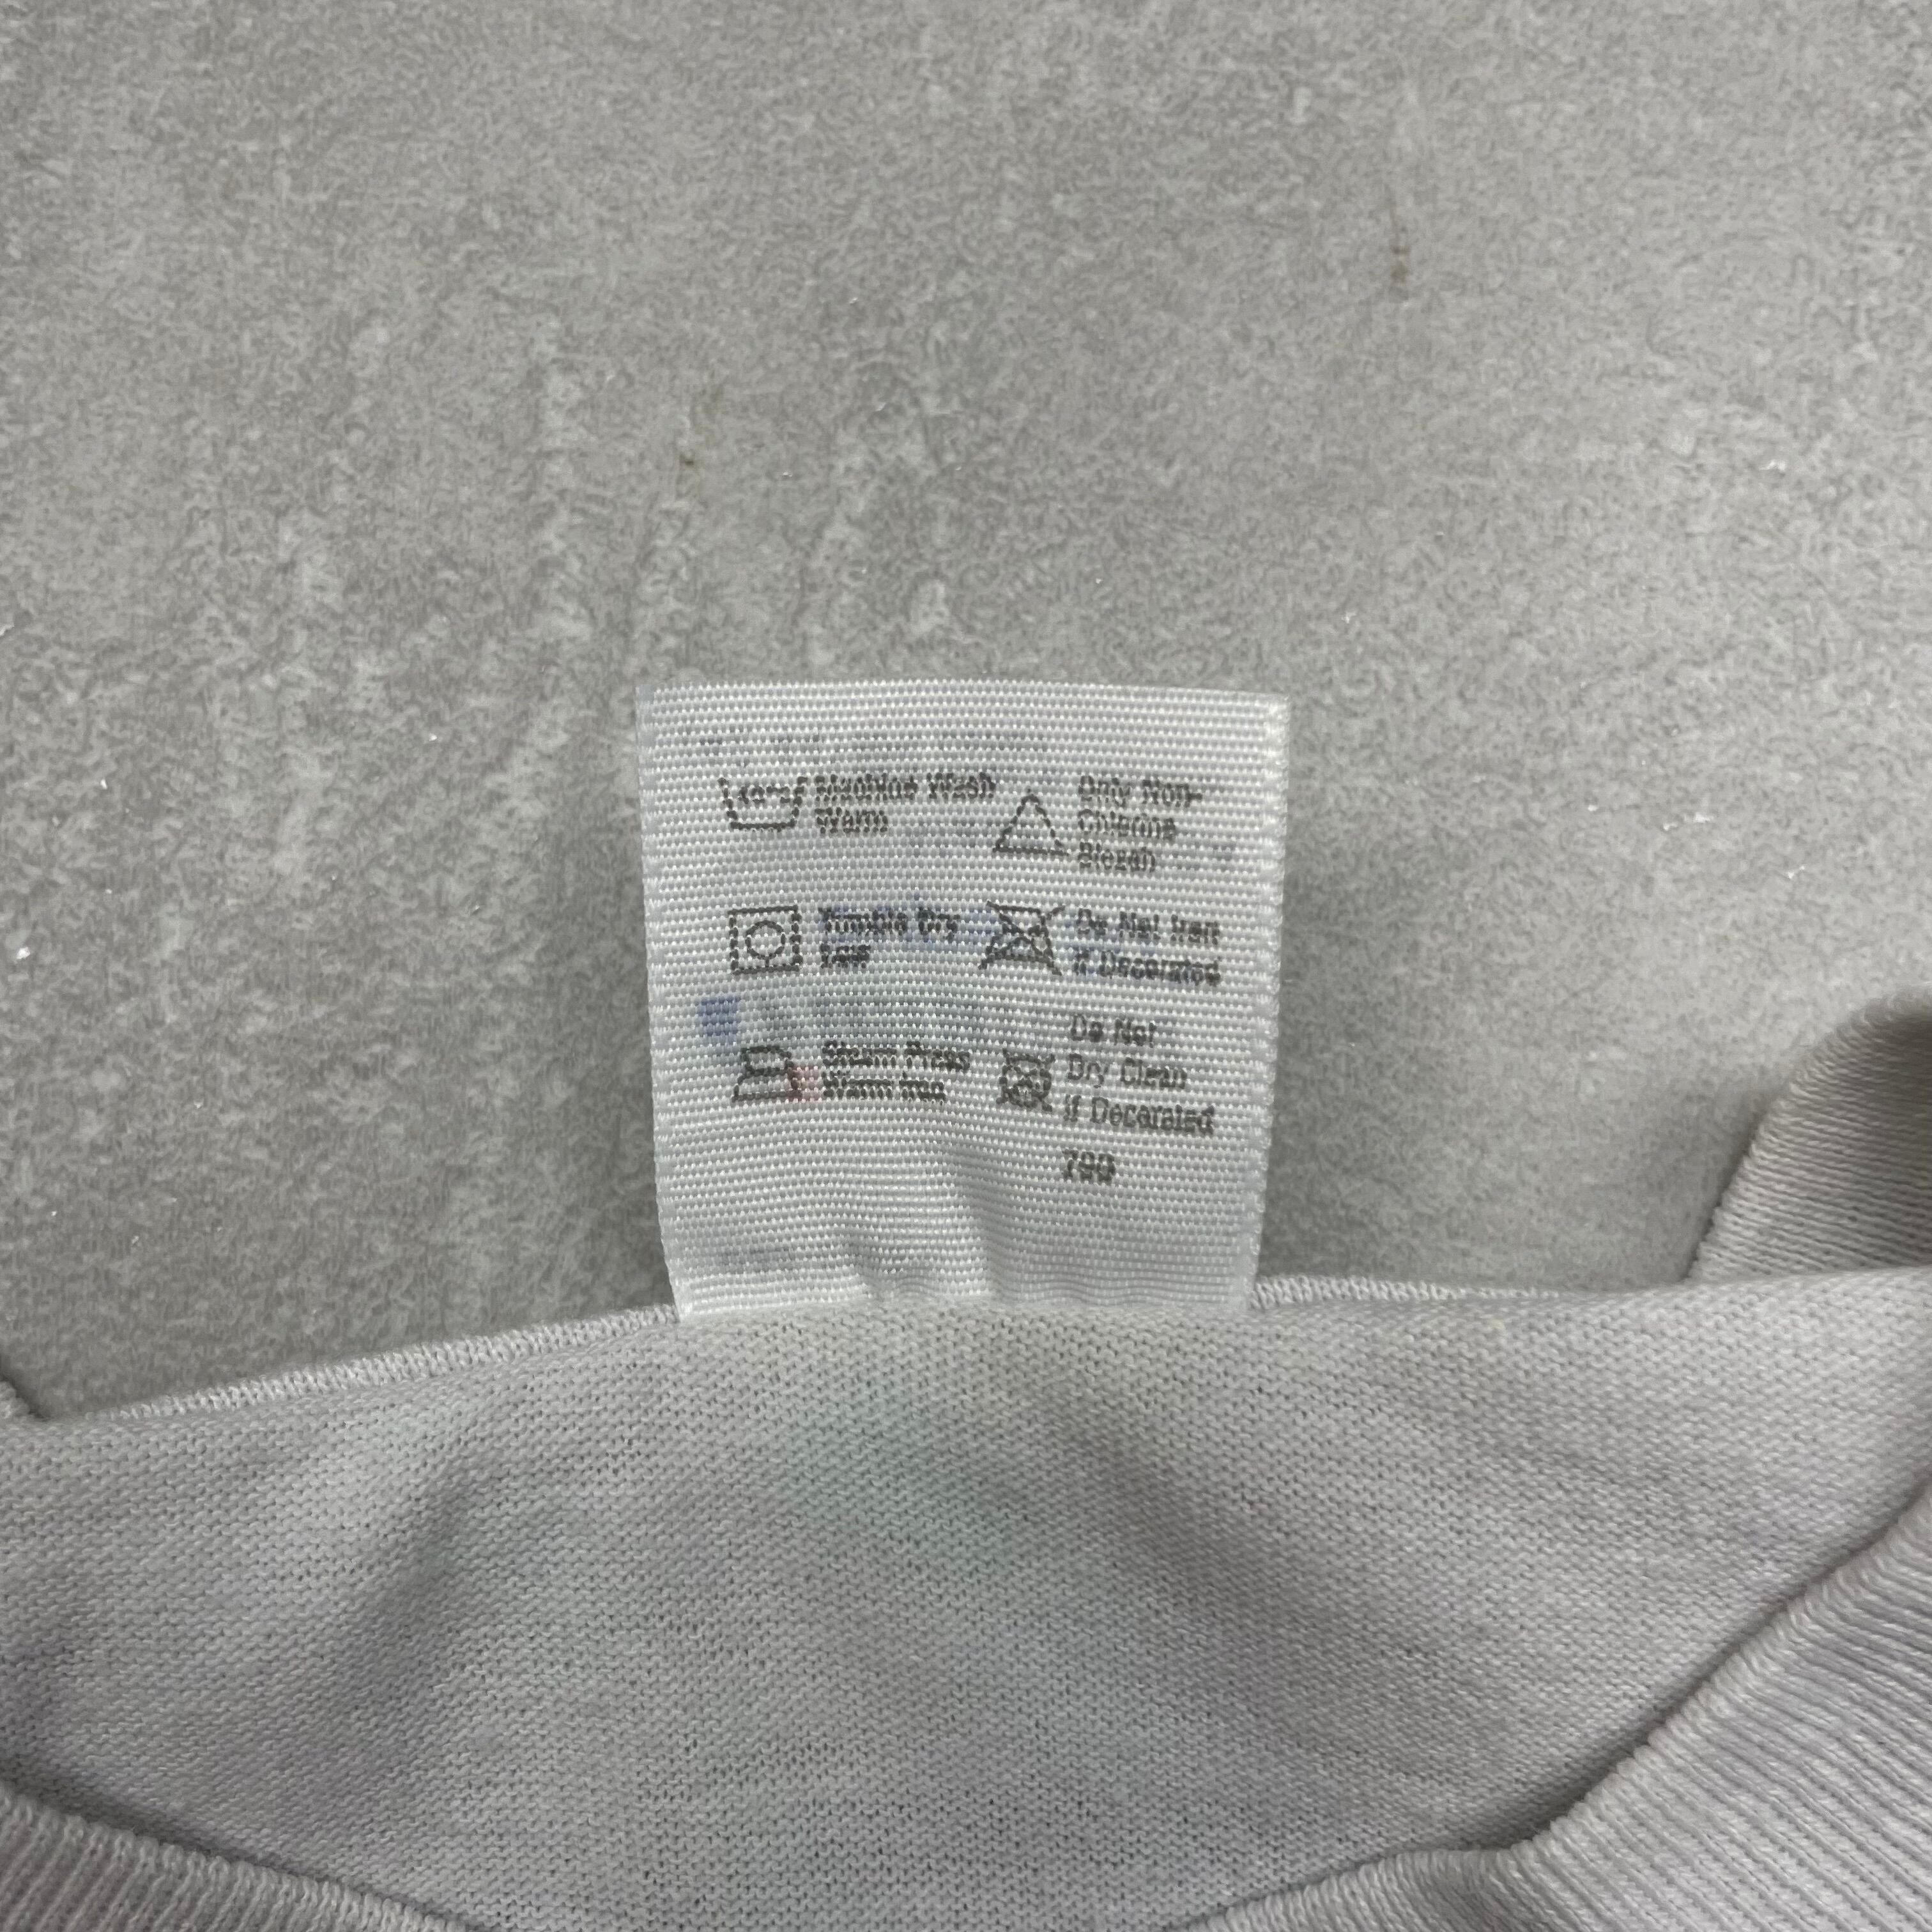 40°
Machine Wash
Warm
Only Non-
Chlorine
Bleach
Tumble Dry
Low
Do Not Iron
If Decorated
Steam Press
Warm Iron
Do Not
Dry Clean
If Decorated